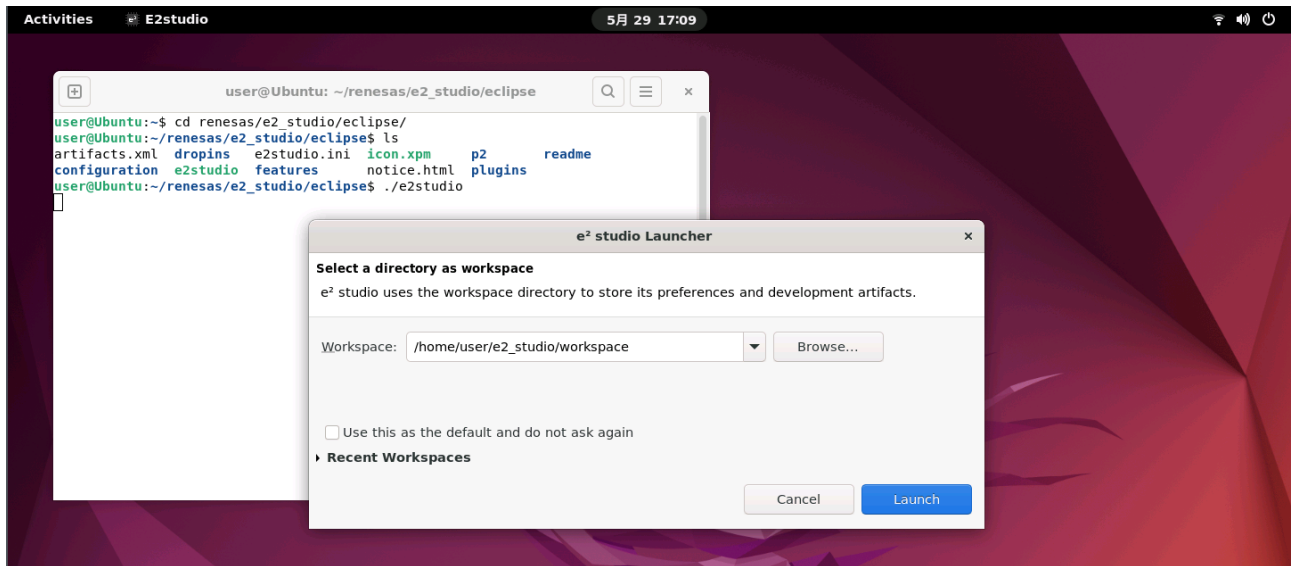 Activities E2studio 5月 29 17:09
user@Ubuntu: ~/renesas/e2_studio/eclipse
user@Ubuntu:~$ cd renesas/e2_studio/eclipse/
user@Ubuntu:~/renesas/e2_studio/eclipse$ ls
artifacts.xml dropins e2studio.ini icon.xpm p2 readme
configuration e2studio features notice.html plugins
user@Ubuntu:~/renesas/e2_studio/eclipse$ ./e2studio
e² studio Launcher
Select a directory as workspace
e² studio uses the workspace directory to store its preferences and development artifacts.
Workspace: /home/user/e2_studio/workspace Browse...
Use this as the default and do not ask again
Recent Workspaces
Cancel Launch